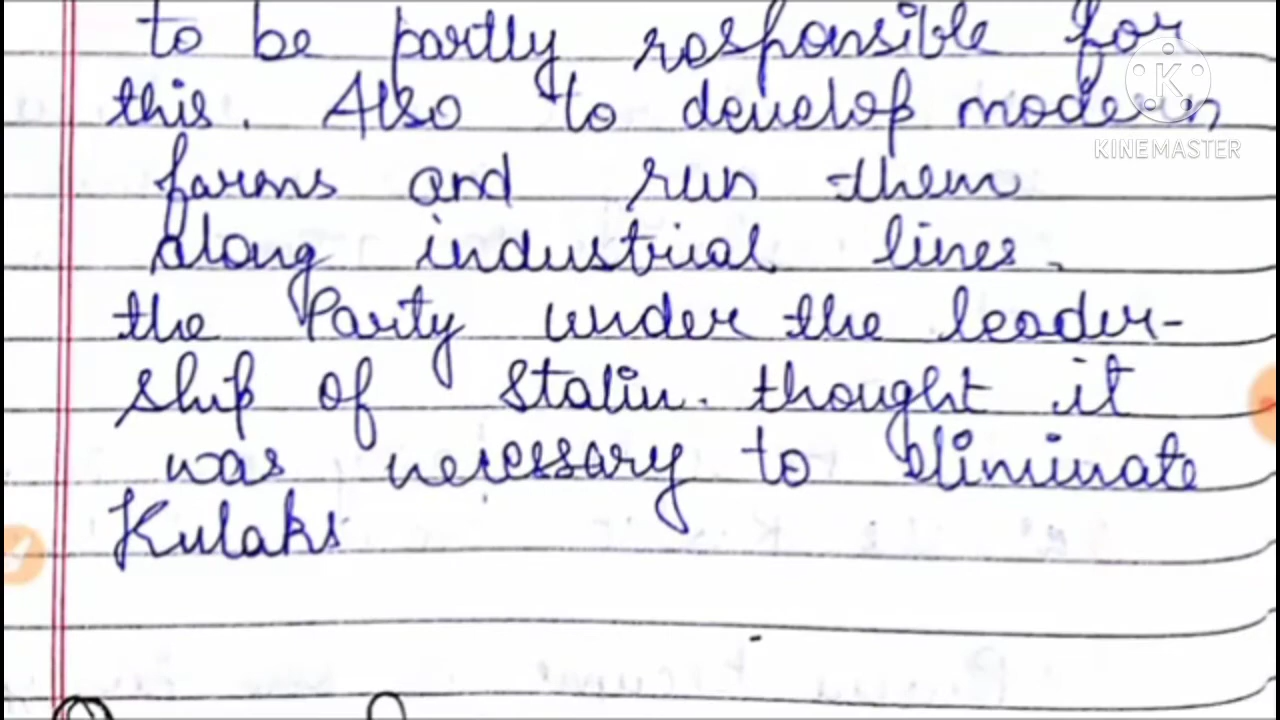 to be partly responsible for
this. Also to develop modern
farms and run them
along industrial lines.
the Party under the leader-
ship of Stalin. thought it
was necessary to eliminate
Kulaks
KINEMASTER